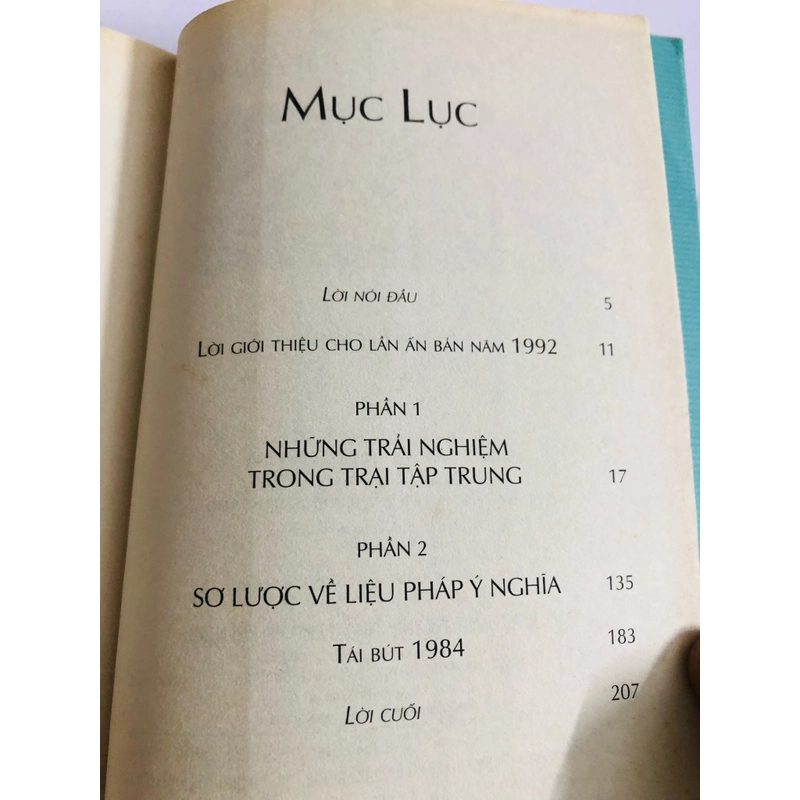 MỤC LỤC
LỜI NÓI ĐẦU 5
LỜI GIỚI THIỆU CHO LẦN ẤN BẢN NĂM 1992 11
PHẦN 1
NHỮNG TRẢI NGHIỆM
TRONG TRẠI TẬP TRUNG 17
PHẦN 2
SƠ LƯỢC VỀ LIỆU PHÁP Ý NGHĨA 135
TÁI BÚT 1984 183
LỜI CUỐI 207